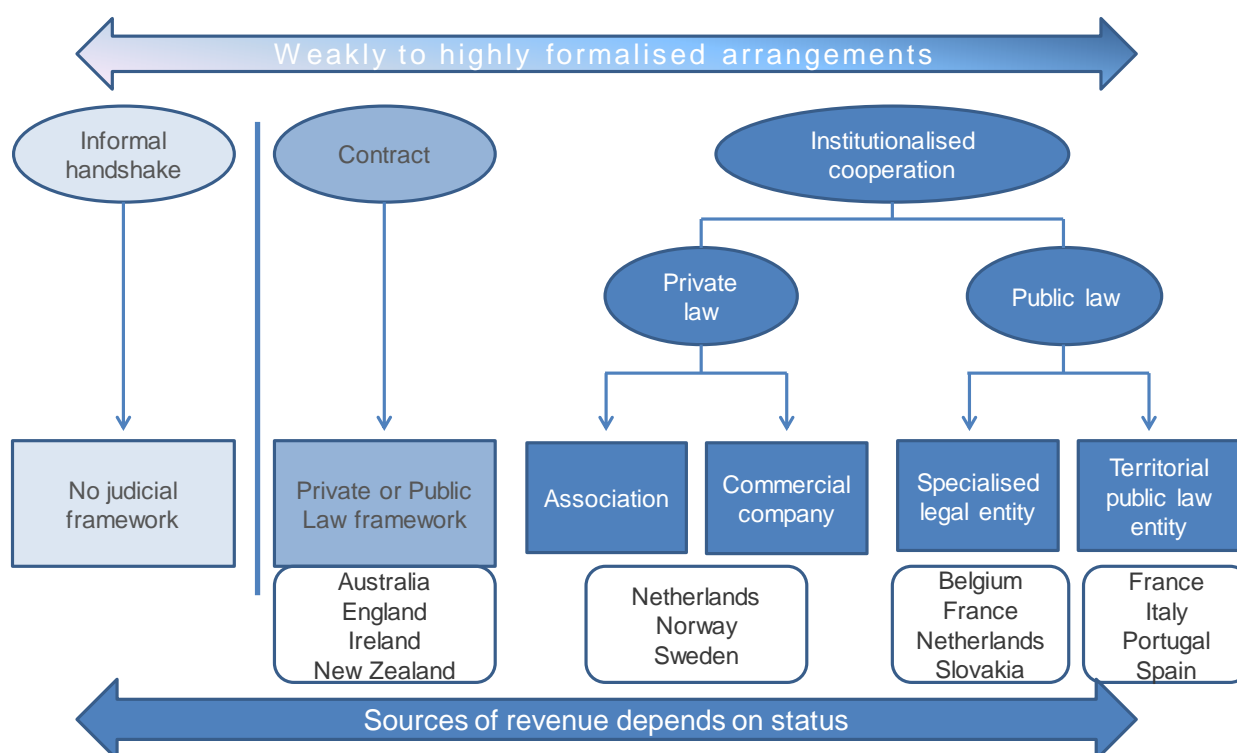 Weakly to highly formalised arrangements
Informal
handshake
Contract
Institutionalised
cooperation
Private
law
Public law
No judicial
framework
Private or Public
Law framework
Association
Commercial
company
Specialised
legal entity
Territorial
public law
entity
Australia
England
Ireland
New Zealand
Netherlands
Norway
Sweden
Belgium
France
Netherlands
Slovakia
France
Italy
Portugal
Spain
Sources of revenue depends on status